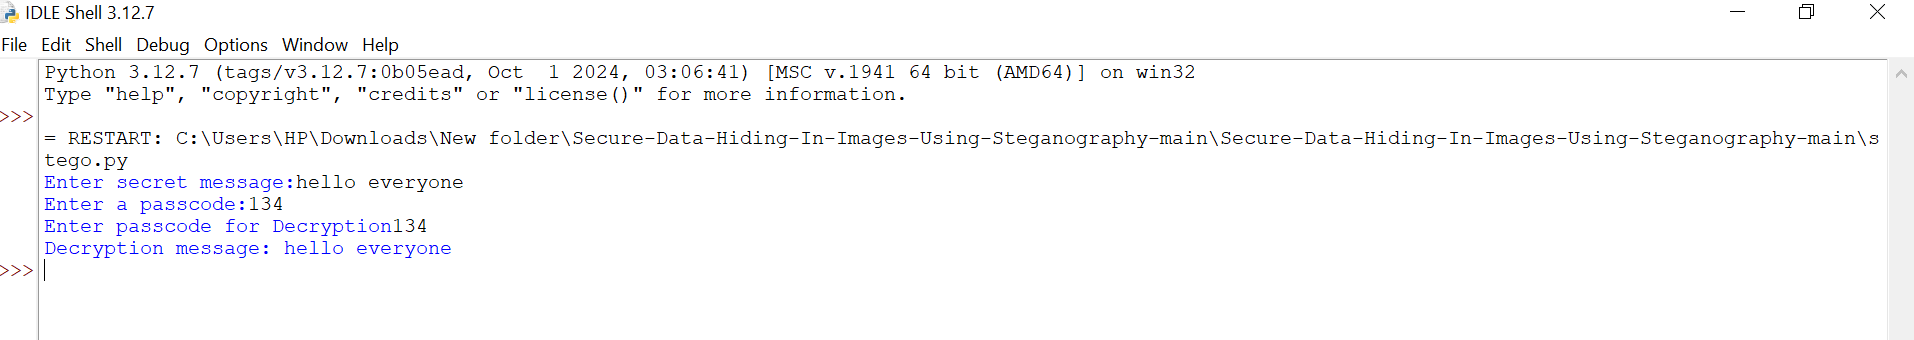 IDLE Shell 3.12.7
File Edit Shell Debug Options Window Help
Python 3.12.7 (tags/v3.12.7:0b05ead, Oct  1 2024, 03:06:41) [MSC v.1941 64 bit (AMD64)] on win32
Type "help", "copyright", "credits" or "license()" for more information.
>>>
= RESTART: C:\Users\HP\Downloads\New folder\Secure-Data-Hiding-In-Images-Using-Steganography-main\Secure-Data-Hiding-In-Images-Using-Steganography-main\s
tego.py
Enter secret message:hello everyone
Enter a passcode:134
Enter passcode for Decryption134
Decryption message: hello everyone
>>>